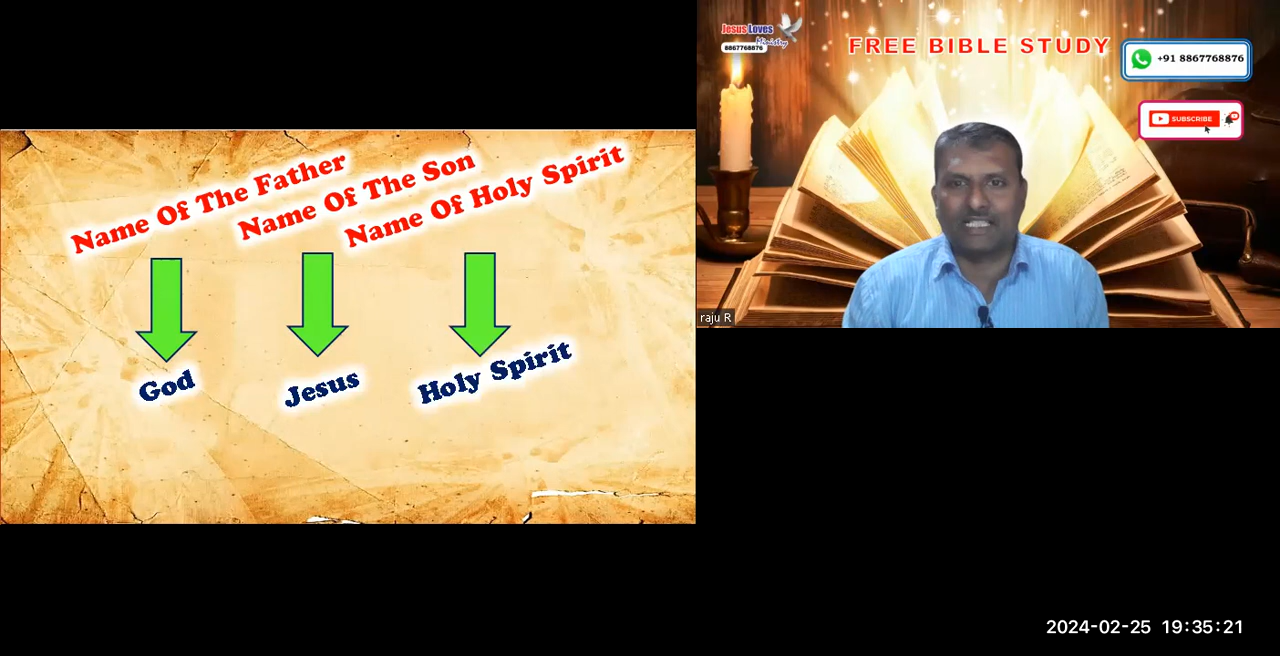 Name Of The Father
Name Of The Son
Name Of Holy Spirit
God
Jesus
Holy Spirit
Jesus Loves
Ministry
8867768876
FREE BIBLE STUDY
+91 8867768876
SUBSCRIBE
raju R
2024-02-25 19:35:21